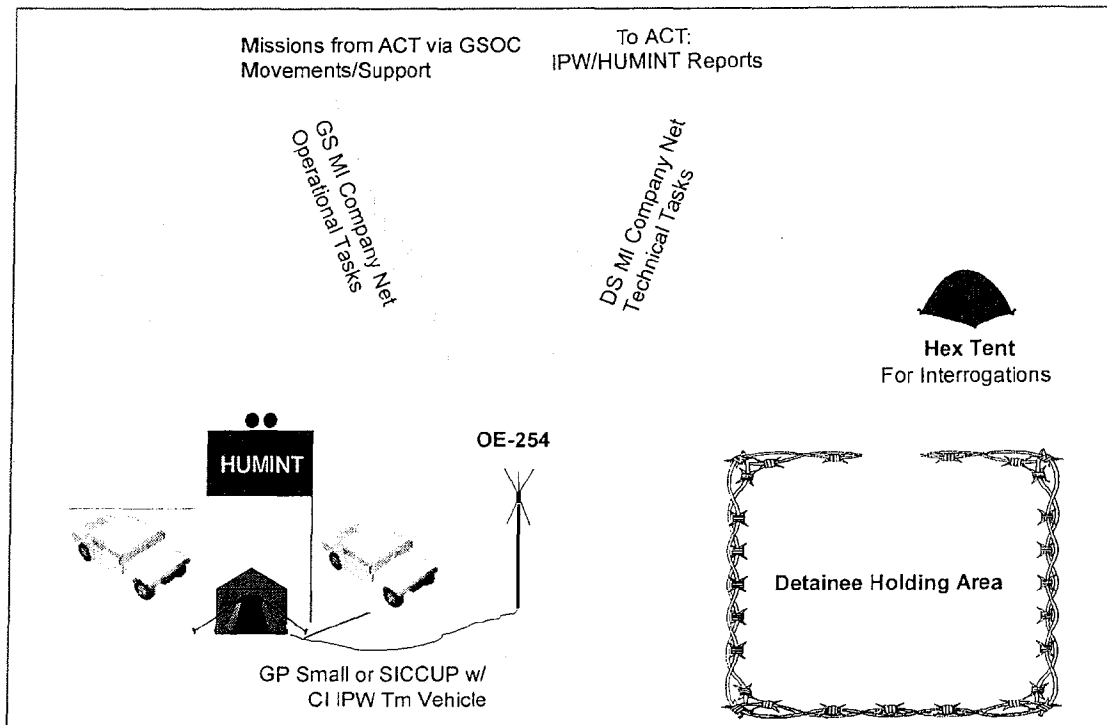 Missions from ACT via GSOC
Movements/Support
To ACT:
IPW/HUMINT Reports
GS MI Company Net
Operational Tasks
DS MI Company Net
Technical Tasks
Hex Tent
For Interrogations
HUMINT
OE-254
Detainee Holding Area
GP Small or SICCUP w/
CI IPW Tm Vehicle